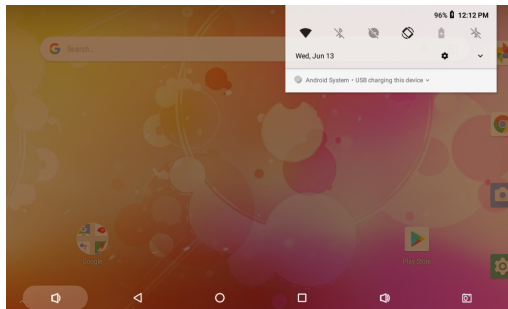 96% 12:12 PM
Search...
Wed, Jun 13
Android System • USB charging this device
Google
Play Store